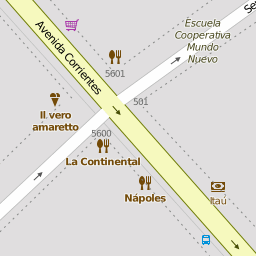 Avenida Corrientes
Escuela
Cooperativa
Mundo
Nuevo
5601
501
Il vero
amaretto
5600
La Continental
Nápoles
Itaú